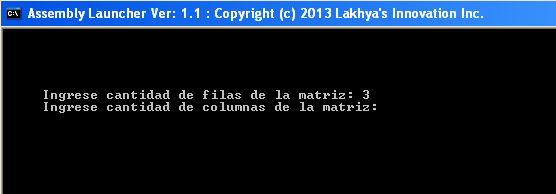 Assembly Launcher Ver: 1.1 : Copyright (c) 2013 Lakhya's Innovation Inc.
Ingrese cantidad de filas de la matriz: 3
Ingrese cantidad de columnas de la matriz: